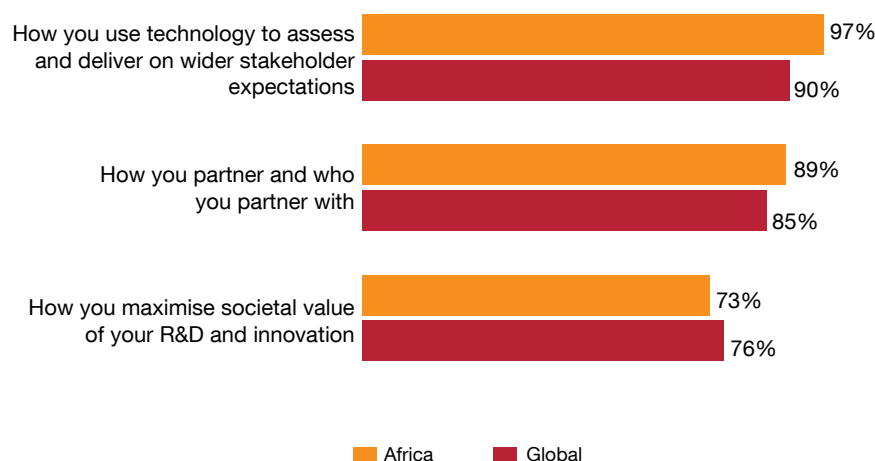 How you use technology to assess
and deliver on wider stakeholder
expectations
97%
90%
How you partner and who
you partner with
89%
85%
How you maximise societal value
of your R&D and innovation
73%
76%
Africa
Global